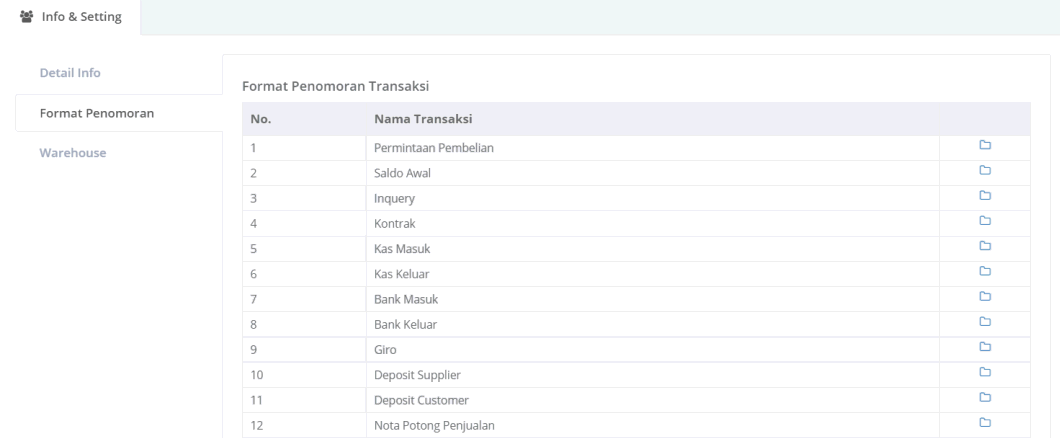 Info & Setting
Detail Info
Format Penomoran
Warehouse
Format Penomoran Transaksi
No. Nama Transaksi
1 Permintaan Pembelian
2 Saldo Awal
3 Inquery
4 Kontrak
5 Kas Masuk
6 Kas Keluar
7 Bank Masuk
8 Bank Keluar
9 Giro
10 Deposit Supplier
11 Deposit Customer
12 Nota Potong Penjualan